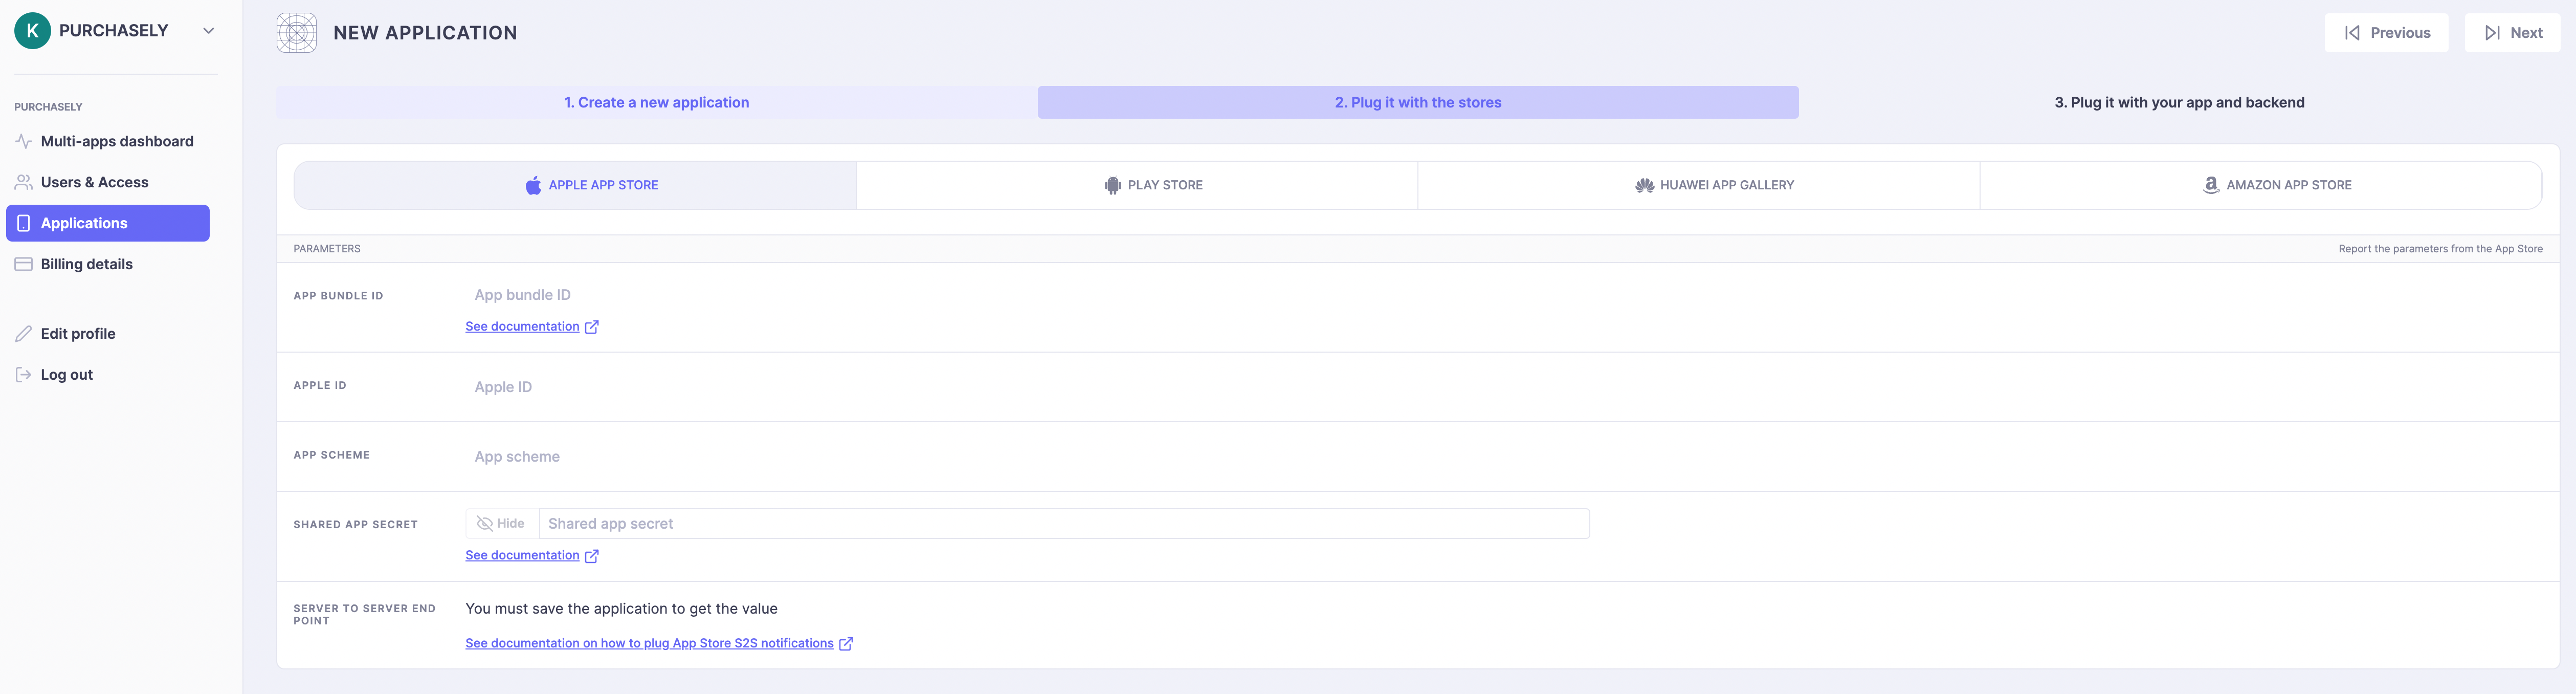 K PURCHASELY
PURCHASELY
Multi-apps dashboard
Users & Access
Applications
Billing details
Edit profile
Log out
NEW APPLICATION
Previous
Next
1. Create a new application
2. Plug it with the stores
3. Plug it with your app and backend
APPLE APP STORE
PLAY STORE
HUAWEI APP GALLERY
AMAZON APP STORE
PARAMETERS
Report the parameters from the App Store
APP BUNDLE ID
App bundle ID
See documentation
APPLE ID
Apple ID
APP SCHEME
App scheme
SHARED APP SECRET
Hide
Shared app secret
See documentation
SERVER TO SERVER END
POINT
You must save the application to get the value
See documentation on how to plug App Store S2S notifications